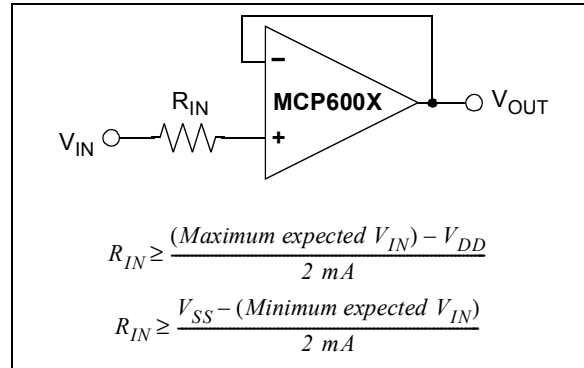 −
MCP600X
R_IN
+
V_IN
V_OUT
R_IN ≥ (Maximum expected V_IN) – V_DD / 2 mA
R_IN ≥ V_SS – (Minimum expected V_IN) / 2 mA